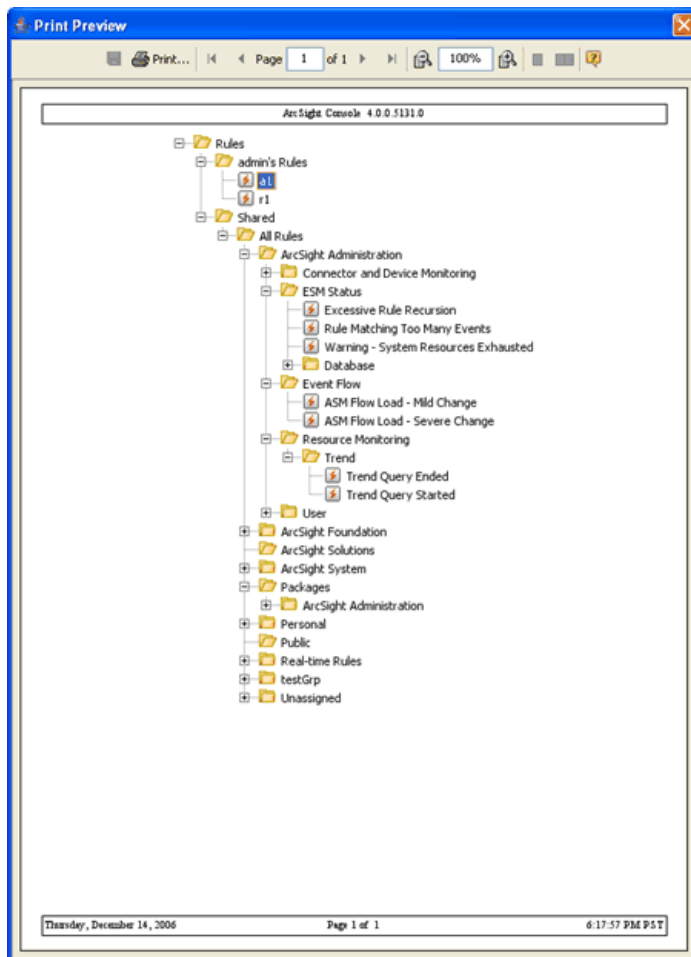 Print Preview
Print... Page 1 of 1 100%
ArcSight Console 4.0.0.5131.0
Rules
admin's Rules
a1
r1
Shared
All Rules
ArcSight Administration
Connector and Device Monitoring
ESM Status
Excessive Rule Recursion
Rule Matching Too Many Events
Warning - System Resources Exhausted
Database
Event Flow
ASM Flow Load - Mild Change
ASM Flow Load - Severe Change
Resource Monitoring
Trend
Trend Query Ended
Trend Query Started
User
ArcSight Foundation
ArcSight Solutions
ArcSight System
Packages
ArcSight Administration
Personal
Public
Real-time Rules
testGrp
Unassigned
Thursday, December 14, 2006 Page 1 of 1 6:17:57 PM PST